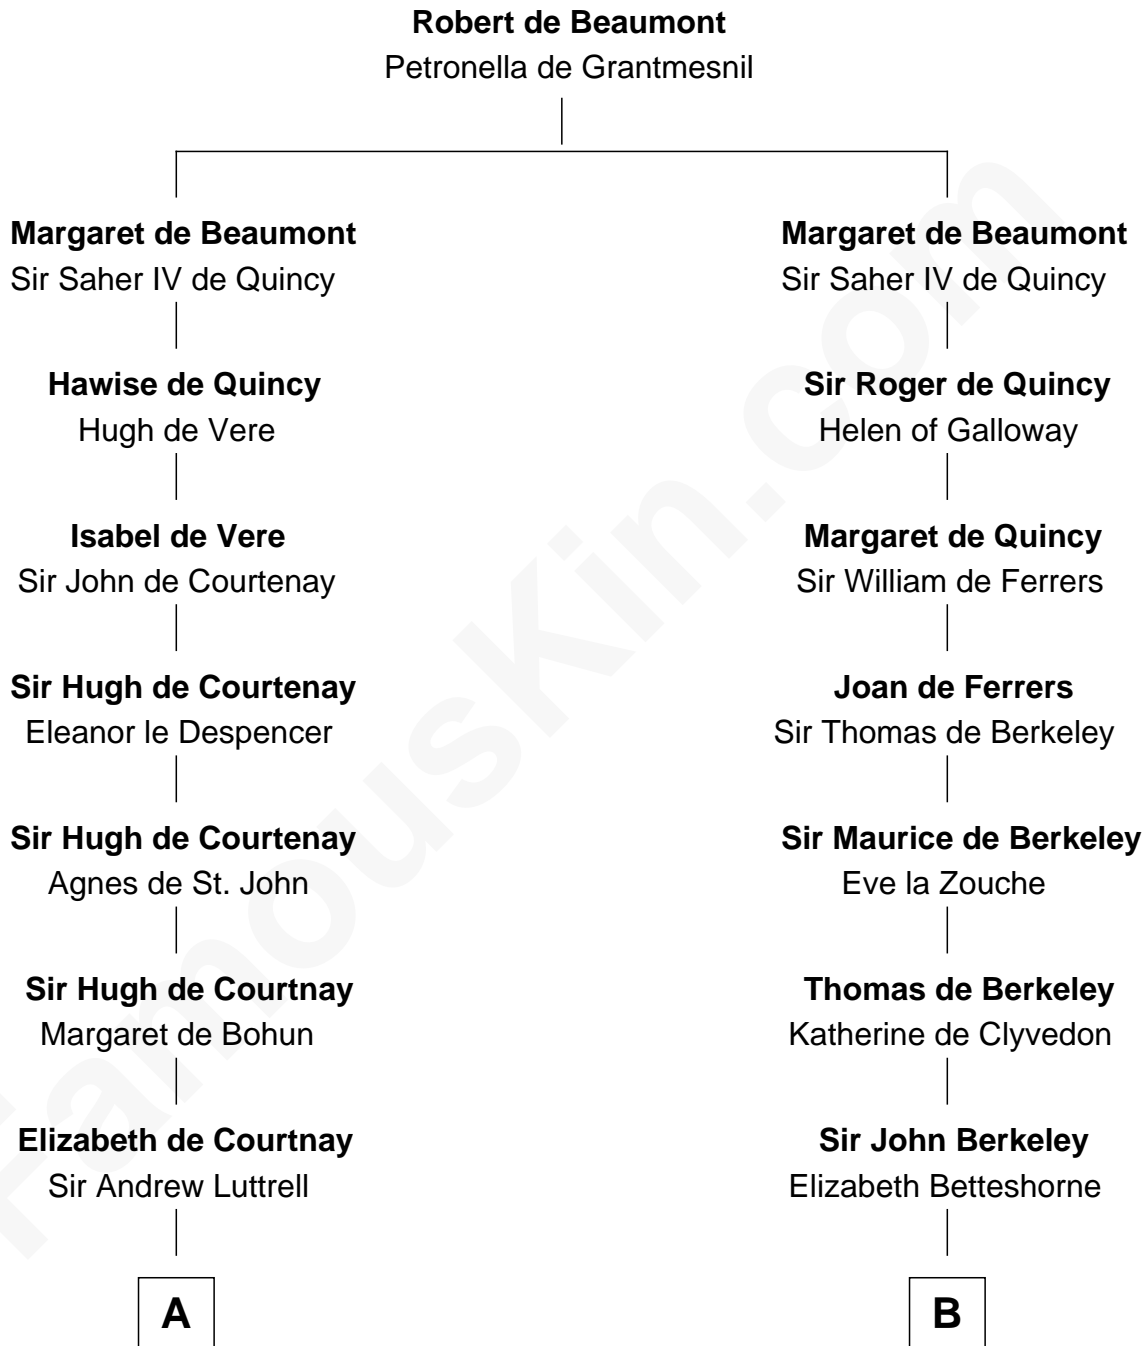 Robert de Beaumont
Petronella de Grantmesnil
Margaret de Beaumont
Sir Saher IV de Quincy
Hawise de Quincy
Hugh de Vere
Isabel de Vere
Sir John de Courtenay
Sir Hugh de Courtenay
Eleanor le Despencer
Sir Hugh de Courtenay
Agnes de St. John
Sir Hugh de Courtnay
Margaret de Bohun
Elizabeth de Courtnay
Sir Andrew Luttrell
A
Margaret de Beaumont
Sir Saher IV de Quincy
Sir Roger de Quincy
Helen of Galloway
Margaret de Quincy
Sir William de Ferrers
Joan de Ferrers
Sir Thomas de Berkeley
Sir Maurice de Berkeley
Eve la Zouche
Thomas de Berkeley
Katherine de Clyvedon
Sir John Berkeley
Elizabeth Betteshorne
B
FamousKin.com